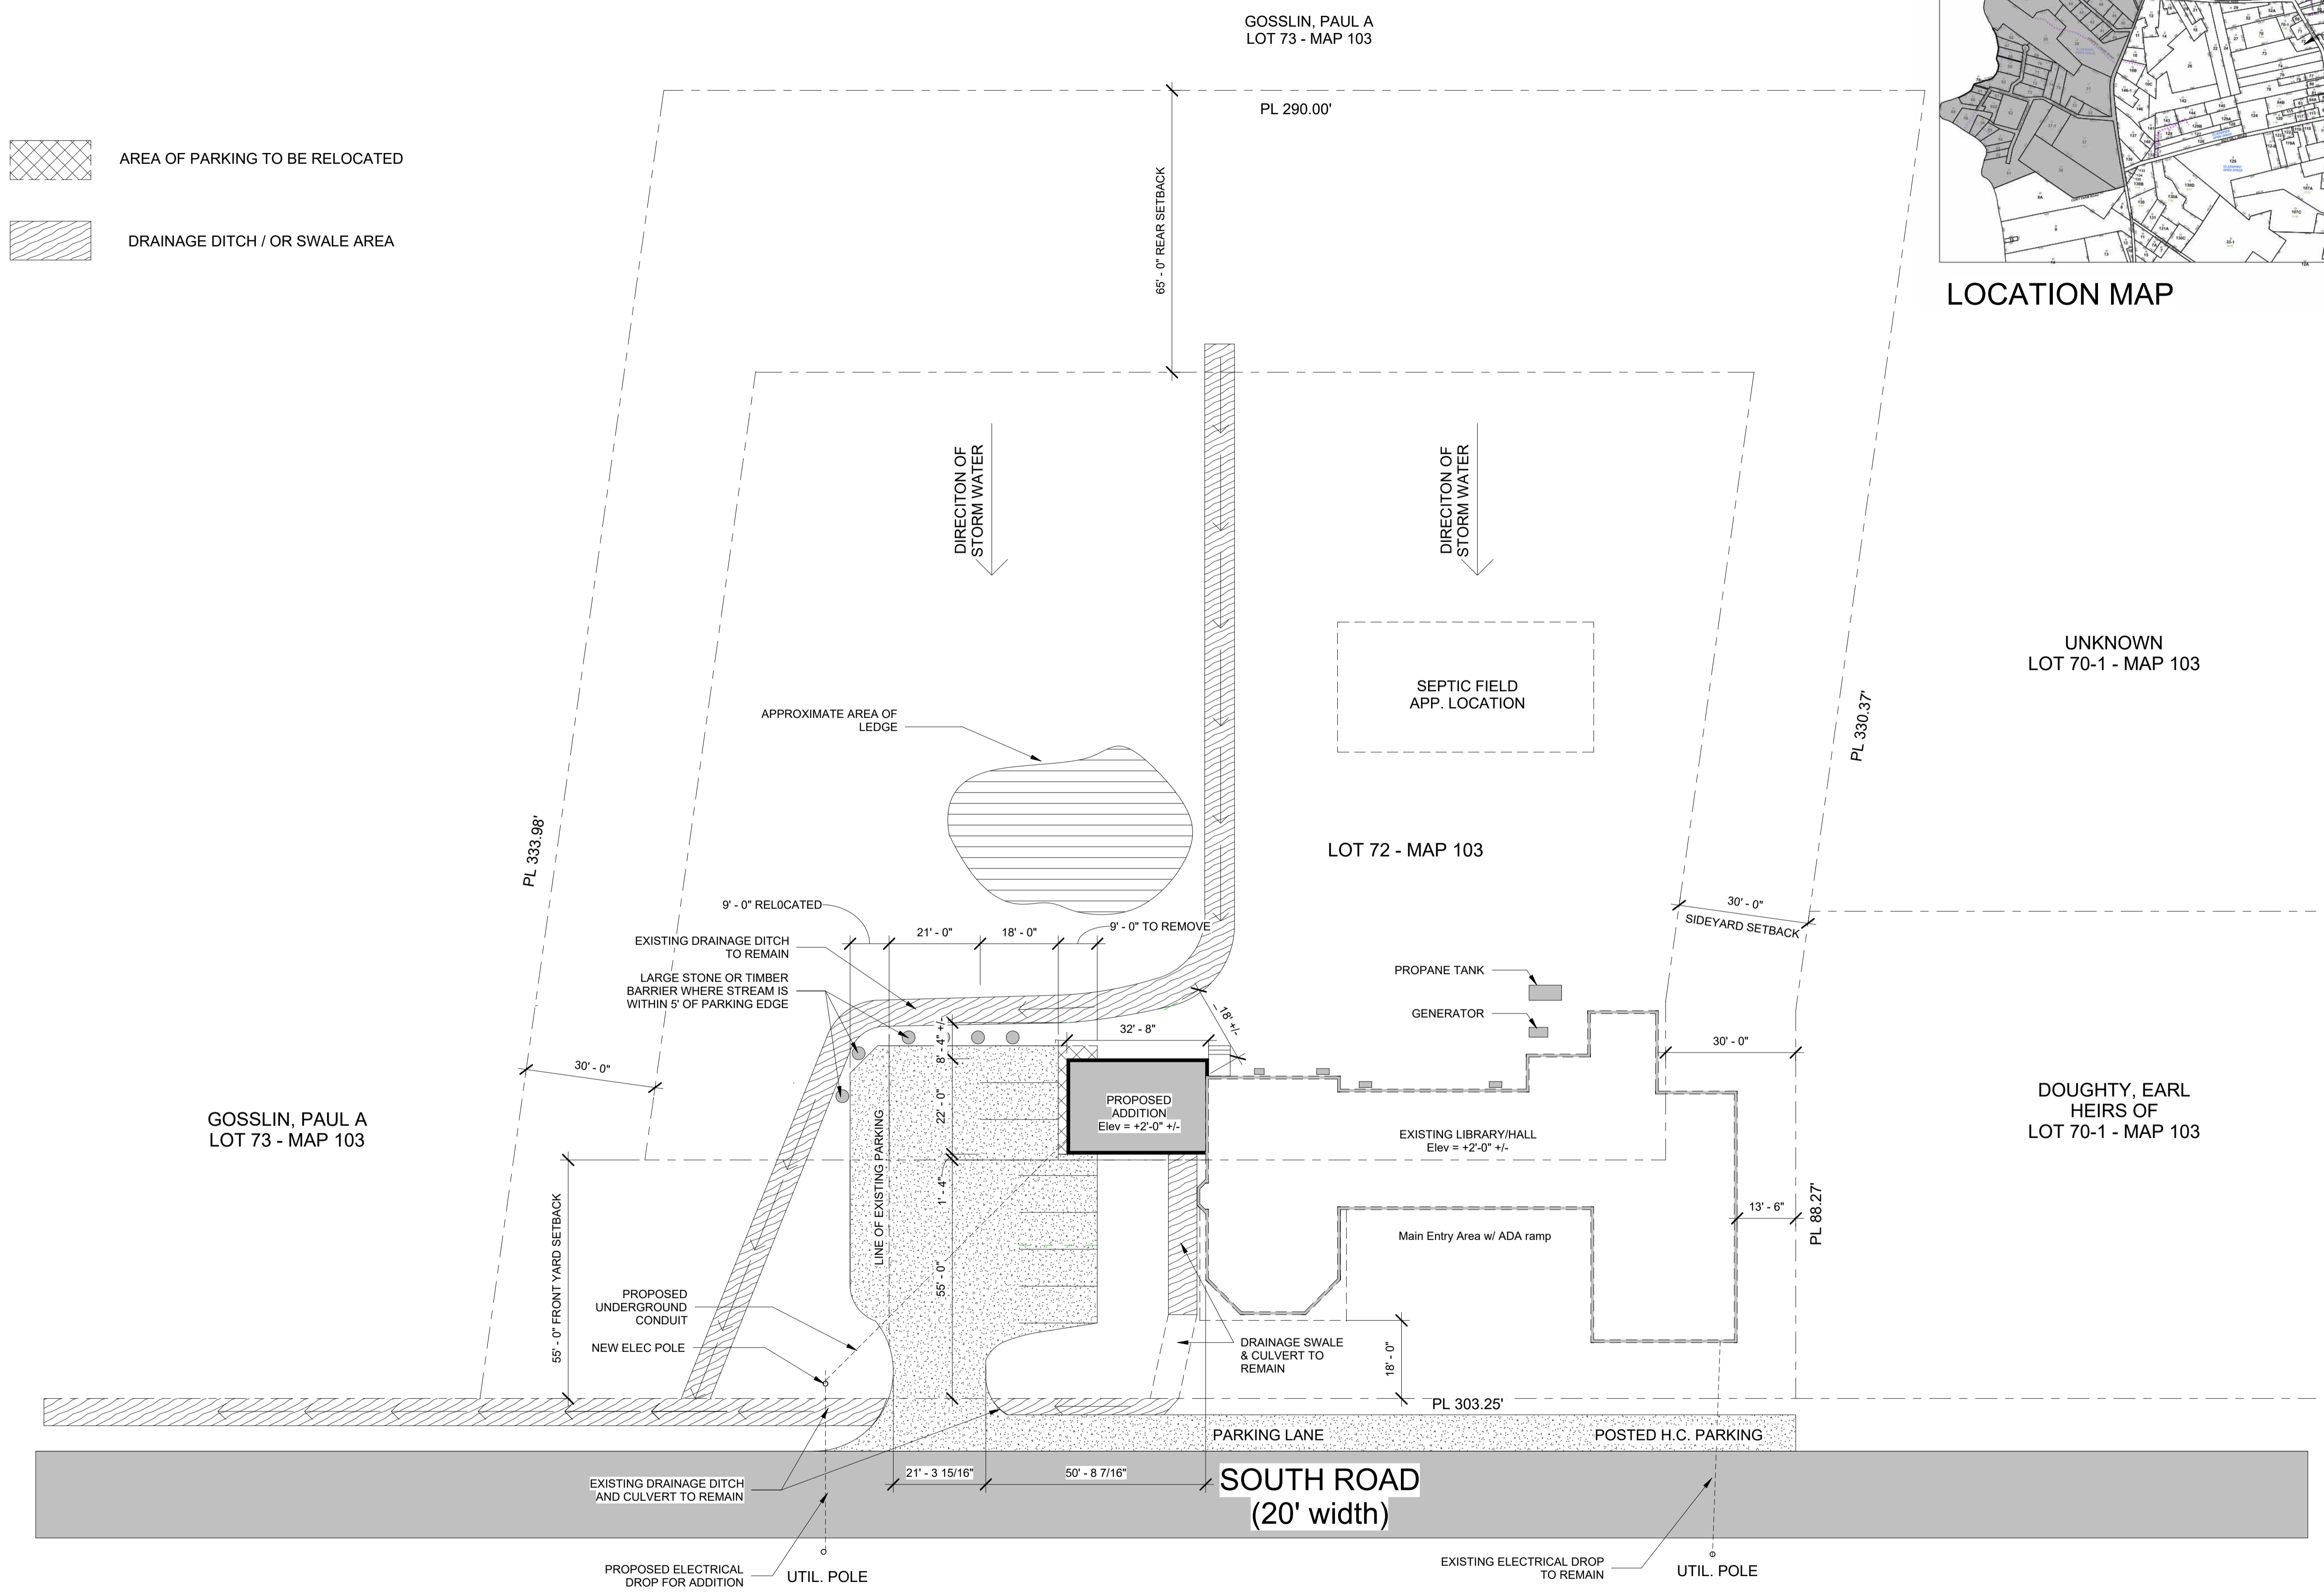 GOSSLIN, PAUL A
LOT 73 - MAP 103
PL 290.00'
AREA OF PARKING TO BE RELOCATED
DRAINAGE DITCH / OR SWALE AREA
65' - 0" REAR SETBACK
LOCATION MAP
DIRECITON OF
STORM WATER
DIRECITON OF
STORM WATER
UNKNOWN
LOT 70-1 - MAP 103
SEPTIC FIELD
APP. LOCATION
PL 330.37'
APPROXIMATE AREA OF
LEDGE
PL 333.98'
LOT 72 - MAP 103
9' - 0" REL0CATED
21' - 0"
18' - 0"
9' - 0" TO REMOVE
30' - 0"
SIDEYARD SETBACK
EXISTING DRAINAGE DITCH
TO REMAIN
LARGE STONE OR TIMBER
BARRIER WHERE STREAM IS
WITHIN 5' OF PARKING EDGE
PROPANE TANK
GENERATOR
~ 18' +/-
8' - 4" +/-
32' - 8"
30' - 0"
30' - 0"
GOSSLIN, PAUL A
LOT 73 - MAP 103
22' - 0"
PROPOSED
ADDITION
Elev = +2'-0" +/-
EXISTING LIBRARY/HALL
Elev = +2'-0" +/-
DOUGHTY, EARL
HEIRS OF
LOT 70-1 - MAP 103
LINE OF EXISTING PARKING
1' - 4"
55' - 0"
55' - 0" FRONT YARD SETBACK
Main Entry Area w/ ADA ramp
13' - 6"
PL 88.27'
PROPOSED
UNDERGROUND
CONDUIT
NEW ELEC POLE
DRAINAGE SWALE
& CULVERT TO
REMAIN
18' - 0"
PL 303.25'
PARKING LANE
POSTED H.C. PARKING
21' - 3 15/16"
50' - 8 7/16"
SOUTH ROAD
(20' width)
EXISTING DRAINAGE DITCH
AND CULVERT TO REMAIN
PROPOSED ELECTRICAL
DROP FOR ADDITION
UTIL. POLE
EXISTING ELECTRICAL DROP
TO REMAIN
UTIL. POLE